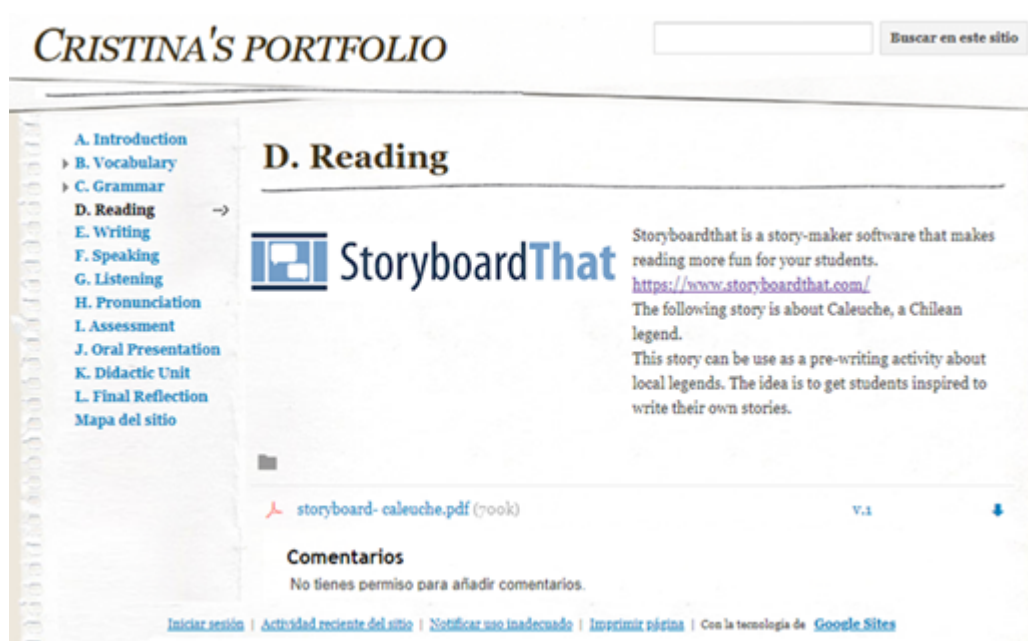 CRISTINA'S PORTFOLIO
Buscar en este sitio
A. Introduction
B. Vocabulary
C. Grammar
D. Reading
E. Writing
F. Speaking
G. Listening
H. Pronunciation
I. Assessment
J. Oral Presentation
K. Didactic Unit
L. Final Reflection
Mapa del sitio
D. Reading
StoryboardThat
Storyboardthat is a story-maker software that makes
reading more fun for your students.
https://www.storyboardthat.com/
The following story is about Caleuche, a Chilean
legend.
This story can be use as a pre-writing activity about
local legends. The idea is to get students inspired to
write their own stories.
storyboard- caleuche.pdf (700k) v.1
Comentarios
No tienes permiso para añadir comentarios.
Iniciar sesión | Actividad reciente del sitio | Notificar uso inadecuado | Imprimir página | Con la tecnología de Google Sites